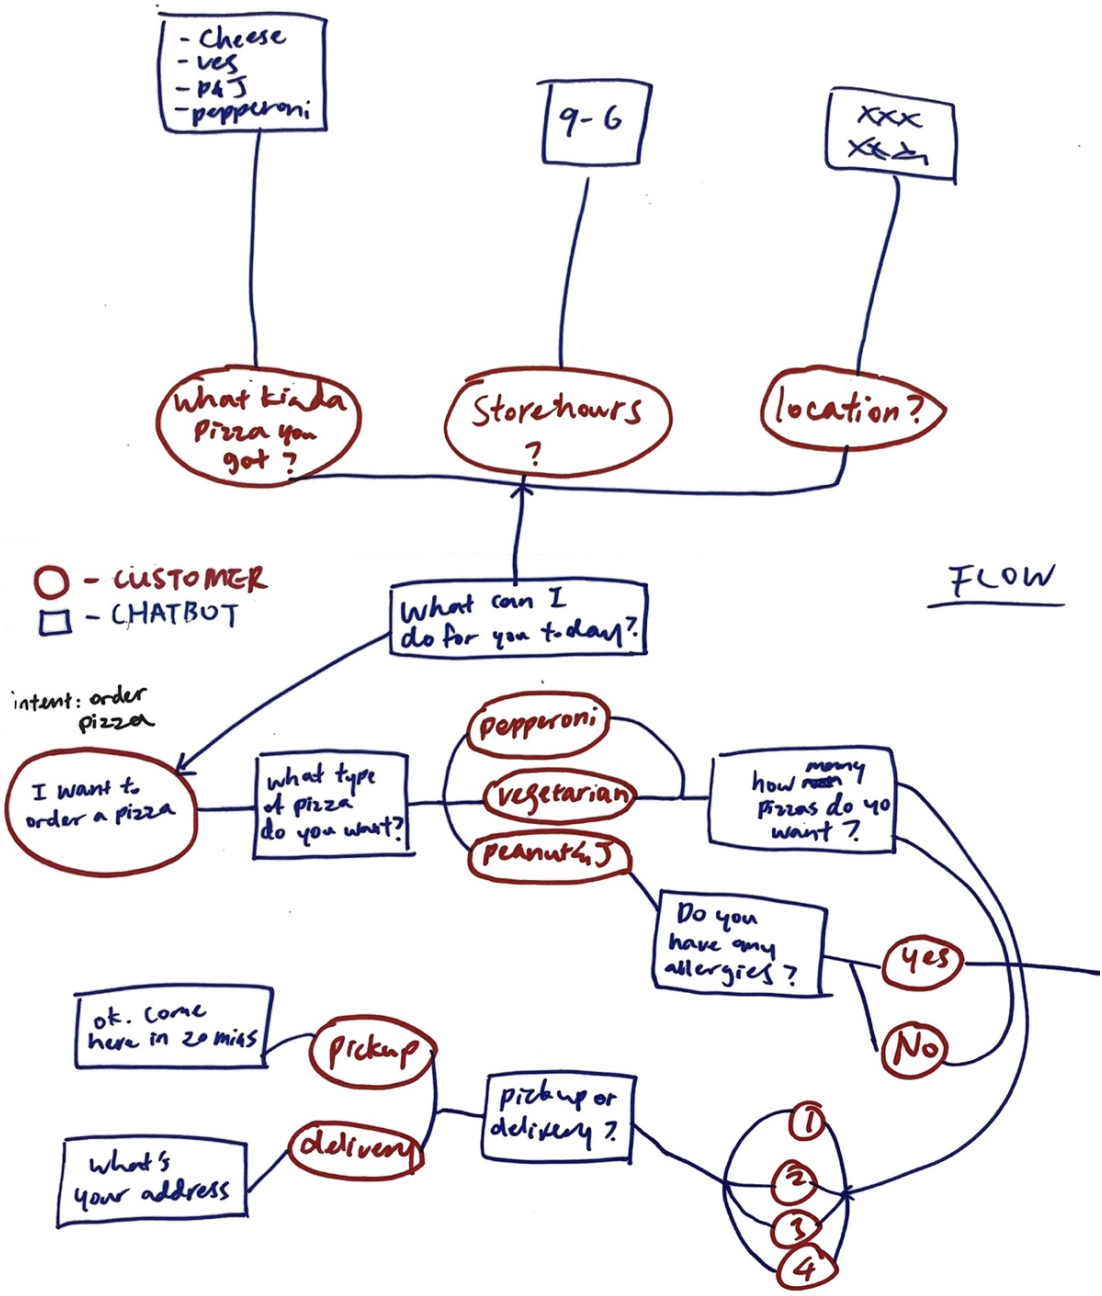 - Cheese
- veg
- P&J
- pepperoni
9-6
xxx
What kinda
Pizza you
got ?
Store hours
?
location?
O - CUSTOMER
□ - CHATBOT
FLOW
What can I
do for you today?
intent: order
pizza
I want to
order a pizza
what type
of pizza
do you want?
pepperoni
vegetarian
peanut & J
how many
pizzas do yo
want ?
Do you
have any
allergies ?
yes
No
ok. come
here in 20 mins
pickup
pickup or
delivery ?
delivery
what's
your address
1
2
3
4